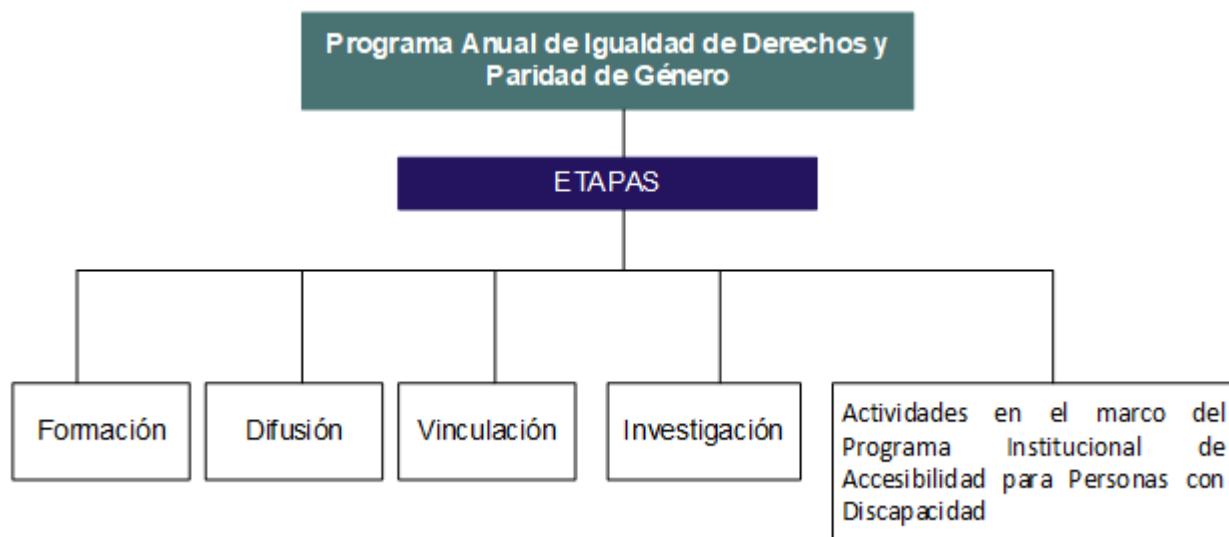 Programa Anual de Igualdad de Derechos y
Paridad de Género
ETAPAS
Formación
Difusión
Vinculación
Investigación
Actividades en el marco del
Programa Institucional de
Accesibilidad para Personas con
Discapacidad